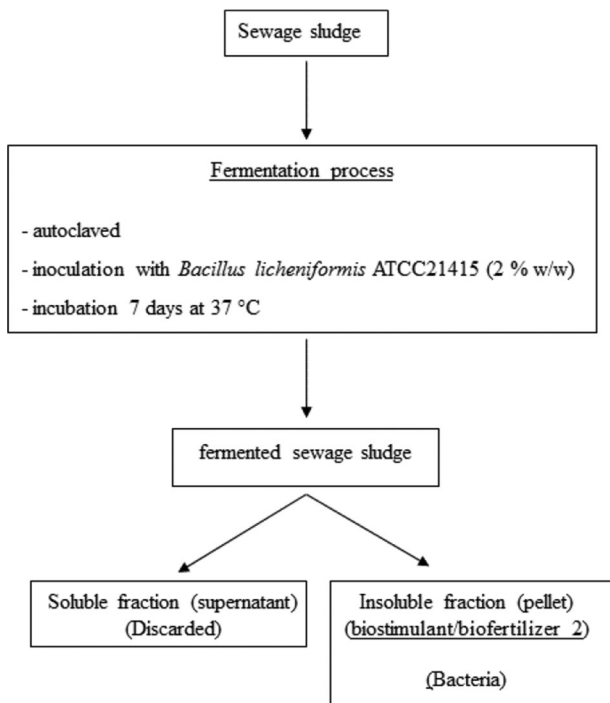 Sewage sludge
Fermentation process
- autoclaved
- inoculation with Bacillus licheniformis ATCC21415 (2 % w/w)
- incubation 7 days at 37 °C
fermented sewage sludge
Soluble fraction (supernatant)
(Discarded)
Insoluble fraction (pellet)
(biostimulant/biofertilizer 2)
(Bacteria)